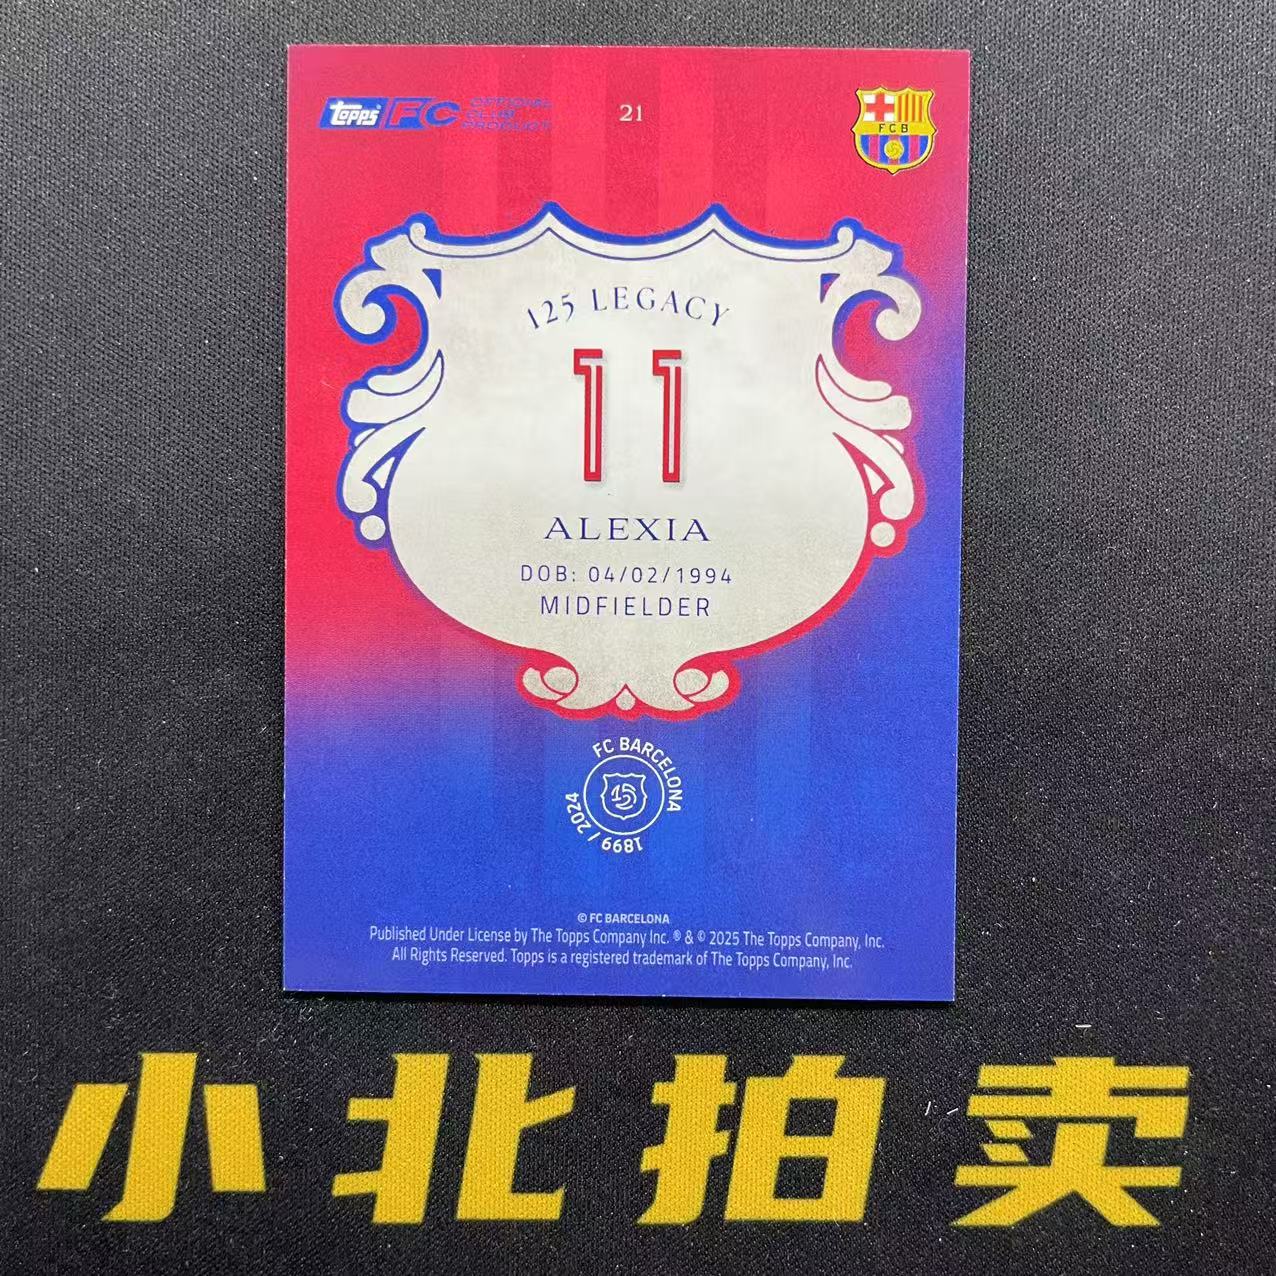 Topps FC OFFICIAL CLUB PRODUCT
21
FCB
125 LEGACY
11
ALEXIA
DOB: 04/02/1994
MIDFIELDER
FC BARCELONA
1899 / 2024
© FC BARCELONA
Published Under License by The Topps Company Inc. ® & © 2025 The Topps Company, Inc.
All Rights Reserved. Topps is a registered trademark of The Topps Company, Inc.
小北拍卖